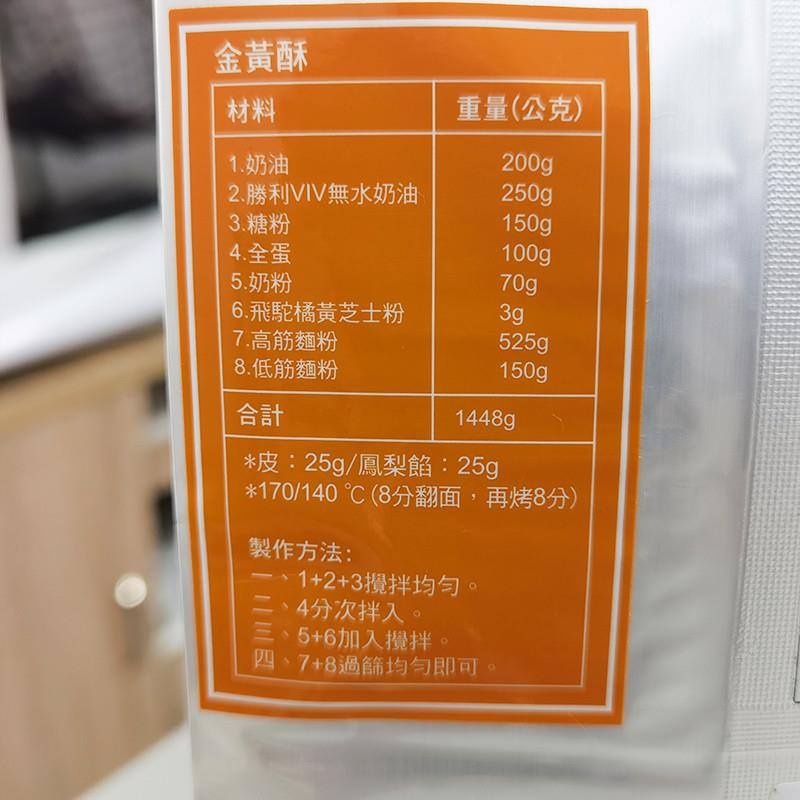 金黃酥
材料 重量(公克)
1.奶油 200g
2.勝利VIV無水奶油 250g
3.糖粉 150g
4.全蛋 100g
5.奶粉 70g
6.飛駝橘黃芝士粉 3g
7.高筋麵粉 525g
8.低筋麵粉 150g
合計 1448g
*皮：25g/鳳梨餡：25g
*170/140 ℃ (8分翻面，再烤8分)
製作方法:
一、1+2+3攪拌均勻。
二、4分次拌入。
三、5+6加入攪拌。
四、7+8過篩均勻即可。